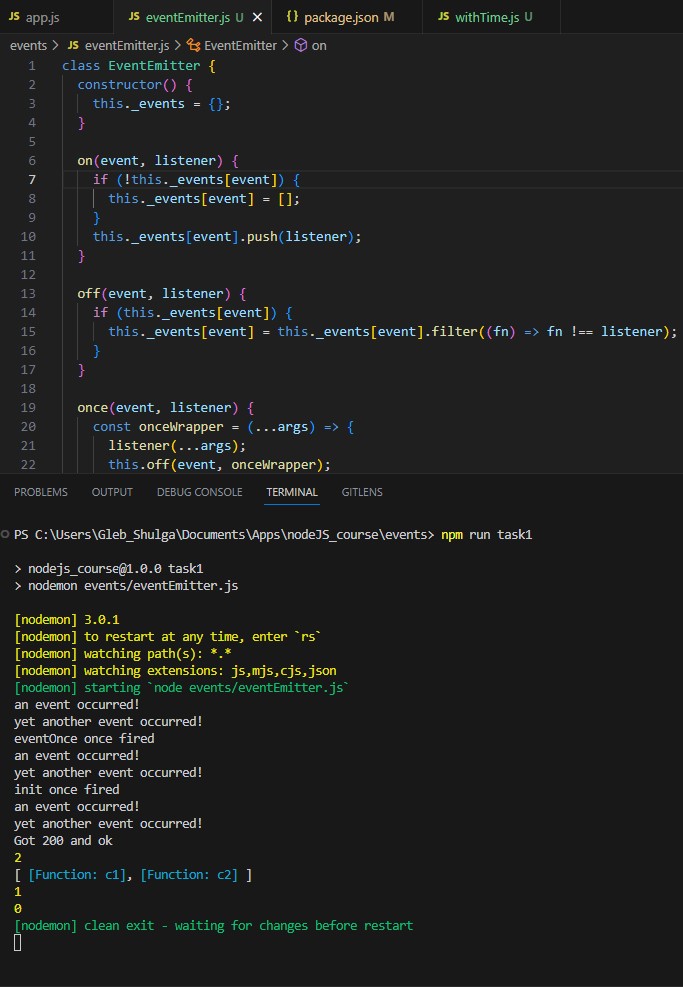 JS app.js
JS eventEmitter.js U
{} package.json M
JS withTime.js U
events > JS eventEmitter.js > EventEmitter > on
1 class EventEmitter {
2 constructor() {
3 this._events = {};
4 }
5
6 on(event, listener) {
7 if (!this._events[event]) {
8 this._events[event] = [];
9 }
10 this._events[event].push(listener);
11 }
12
13 off(event, listener) {
14 if (this._events[event]) {
15 this._events[event] = this._events[event].filter((fn) => fn !== listener);
16 }
17 }
18
19 once(event, listener) {
20 const onceWrapper = (...args) => {
21 listener(...args);
22 this.off(event, onceWrapper);
PROBLEMS OUTPUT DEBUG CONSOLE TERMINAL GITLENS
PS C:\Users\Gleb_Shulga\Documents\Apps\nodeJS_course\events> npm run task1
> nodejs_course@1.0.0 task1
> nodemon events/eventEmitter.js
[nodemon] 3.0.1
[nodemon] to restart at any time, enter `rs`
[nodemon] watching path(s): *.*
[nodemon] watching extensions: js,mjs,cjs,json
[nodemon] starting `node events/eventEmitter.js`
an event occurred!
yet another event occurred!
eventOnce once fired
an event occurred!
yet another event occurred!
init once fired
an event occurred!
yet another event occurred!
Got 200 and ok
2
[ [Function: c1], [Function: c2] ]
1
0
[nodemon] clean exit - waiting for changes before restart